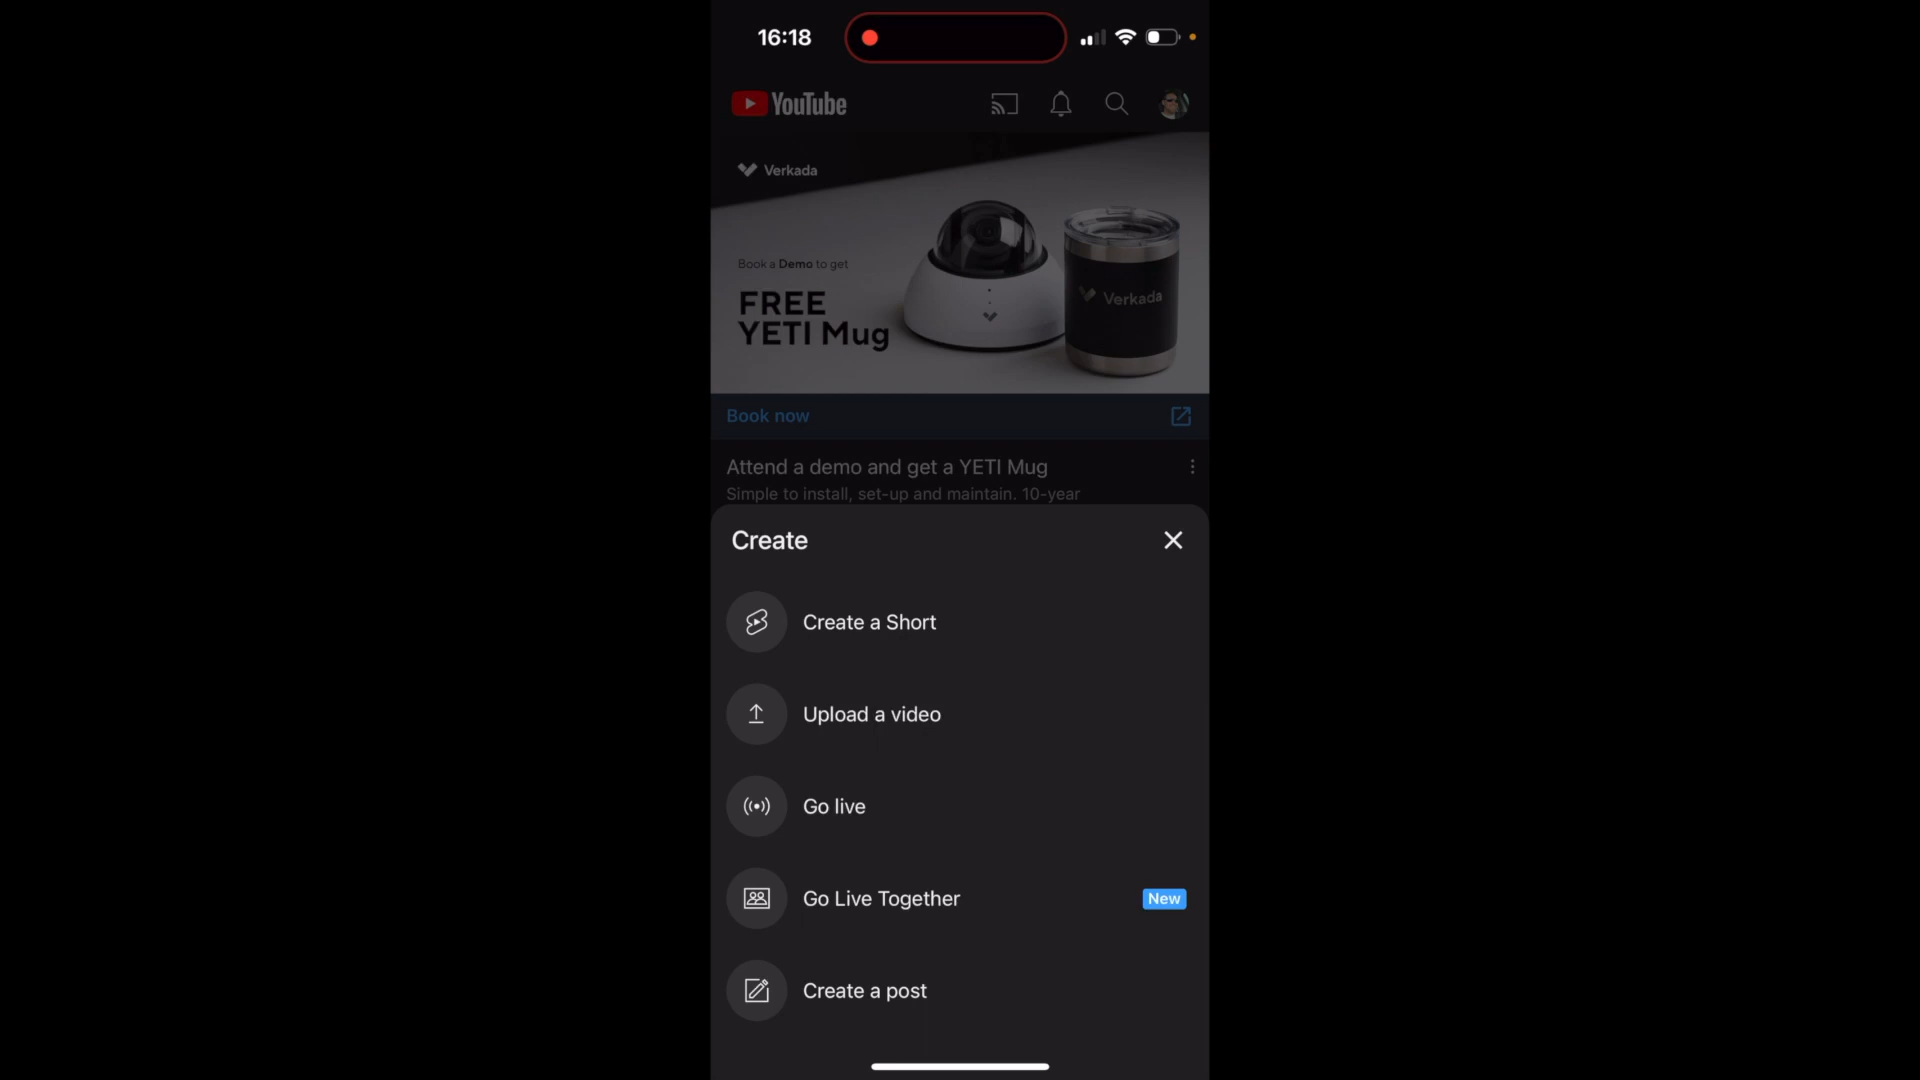 16:18
YouTube
Verkada
Book a Demo to get
FREE
YETI Mug
Verkada
Book now
Attend a demo and get a YETI Mug
Simple to install, set-up and maintain. 10-year
Create
Create a Short
Upload a video
Go live
Go Live Together
New
Create a post